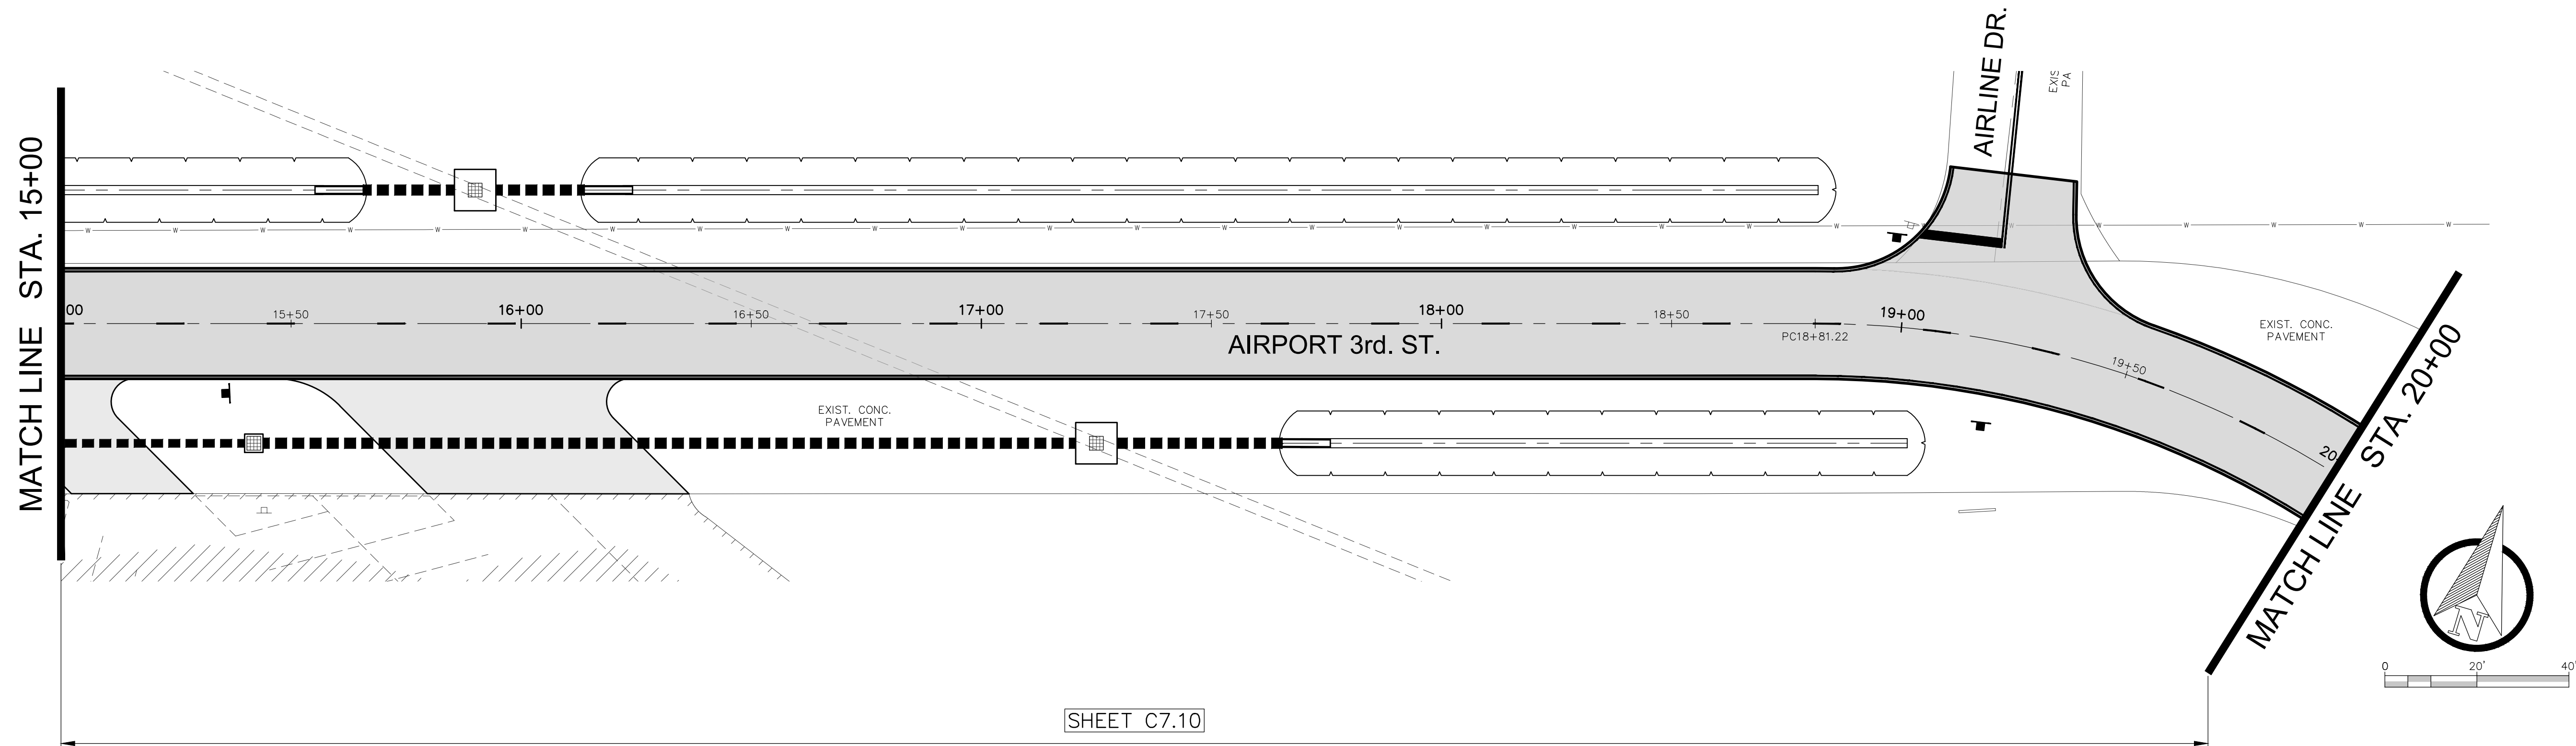 MATCH LINE STA. 15+00
AIRLINE DR.
EXIS
PA
W W W W W W W W W W W W W W W W W W W W W W W W W W W W
00
15+50
16+00
16+50
17+00
17+50
18+00
18+50
19+00
19+50
20
PC18+81.22
AIRPORT 3rd. ST.
EXIST. CONC.
PAVEMENT
EXIST. CONC.
PAVEMENT
MATCH LINE STA. 20+00
N
0 20' 40'
SHEET C7.10